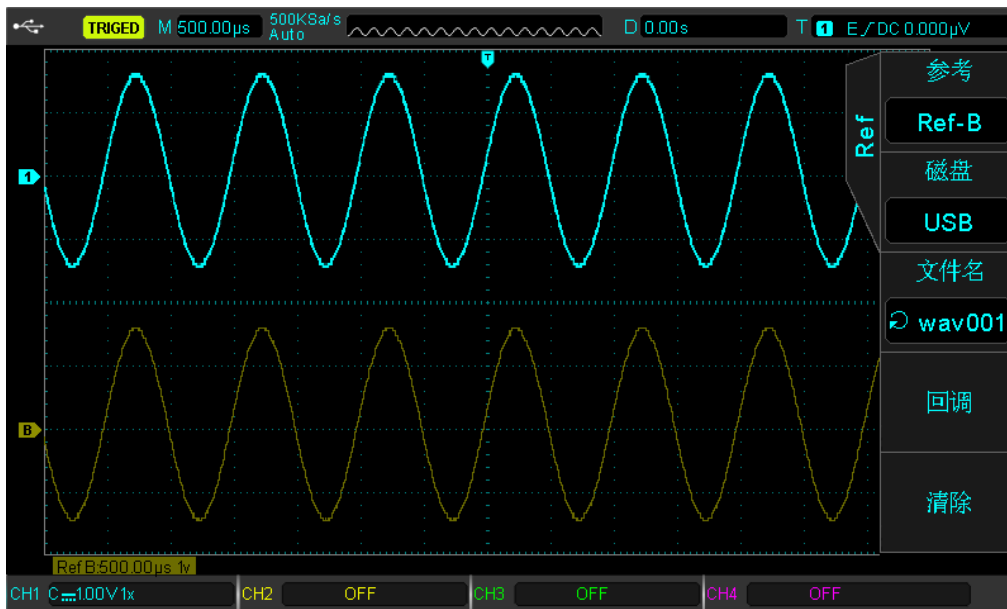 TRIGED M 500.00μs 500KSa/s Auto D 0.00s T 1 E DC 0.000μV
T
参考
Ref
Ref-B
磁盘
1
USB
文件名
wav001
回调
B
清除
Ref B:500.00μs 1v
CH1 C 1.00V 1x CH2 OFF CH3 OFF CH4 OFF